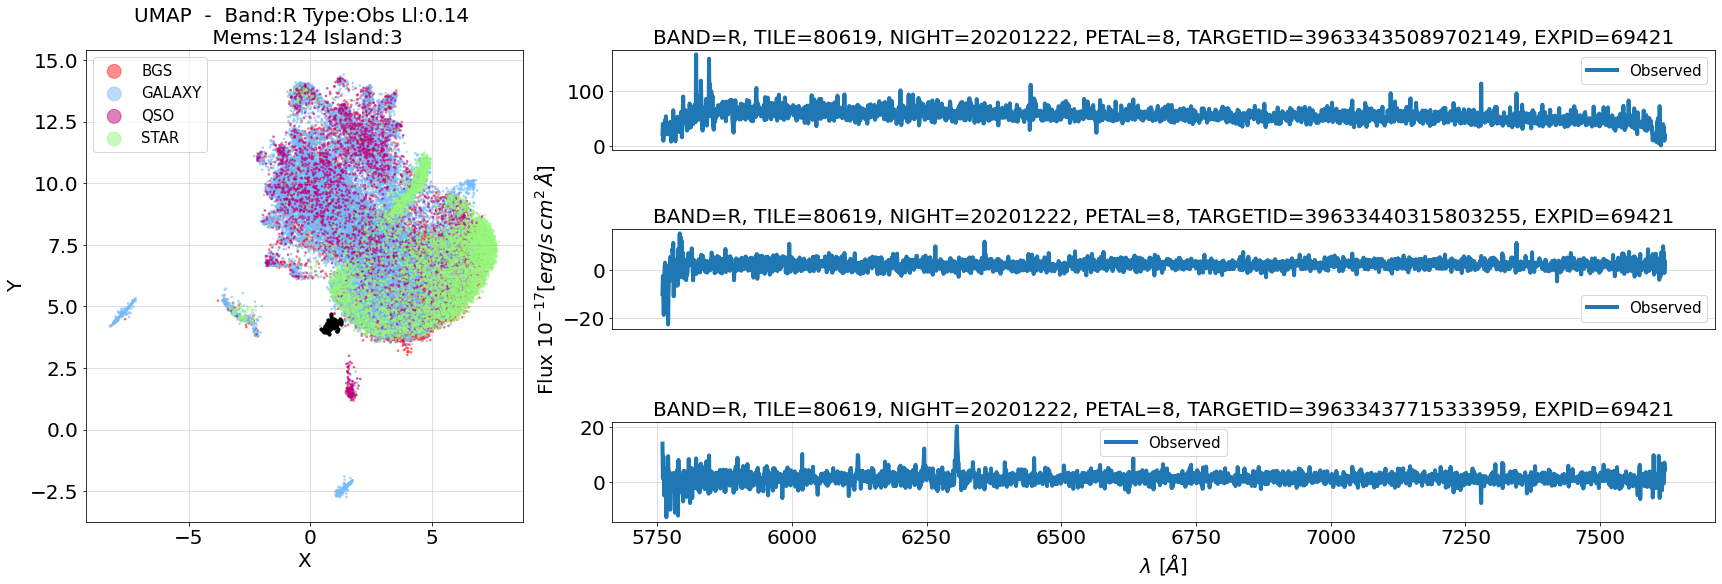 UMAP  -  Band:R Type:Obs Ll:0.14
Mems:124 Island:3
15.0
12.5
10.0
7.5
5.0
2.5
0.0
−2.5
Y
−5
0
5
X
BGS
GALAXY
QSO
STAR
Flux 10⁻¹⁷[erg/s cm² Å]
BAND=R, TILE=80619, NIGHT=20201222, PETAL=8, TARGETID=39633435089702149, EXPID=69421
100
0
Observed
BAND=R, TILE=80619, NIGHT=20201222, PETAL=8, TARGETID=39633440315803255, EXPID=69421
0
−20
Observed
BAND=R, TILE=80619, NIGHT=20201222, PETAL=8, TARGETID=39633437715333959, EXPID=69421
20
0
Observed
5750
6000
6250
6500
6750
7000
7250
7500
λ [Å]